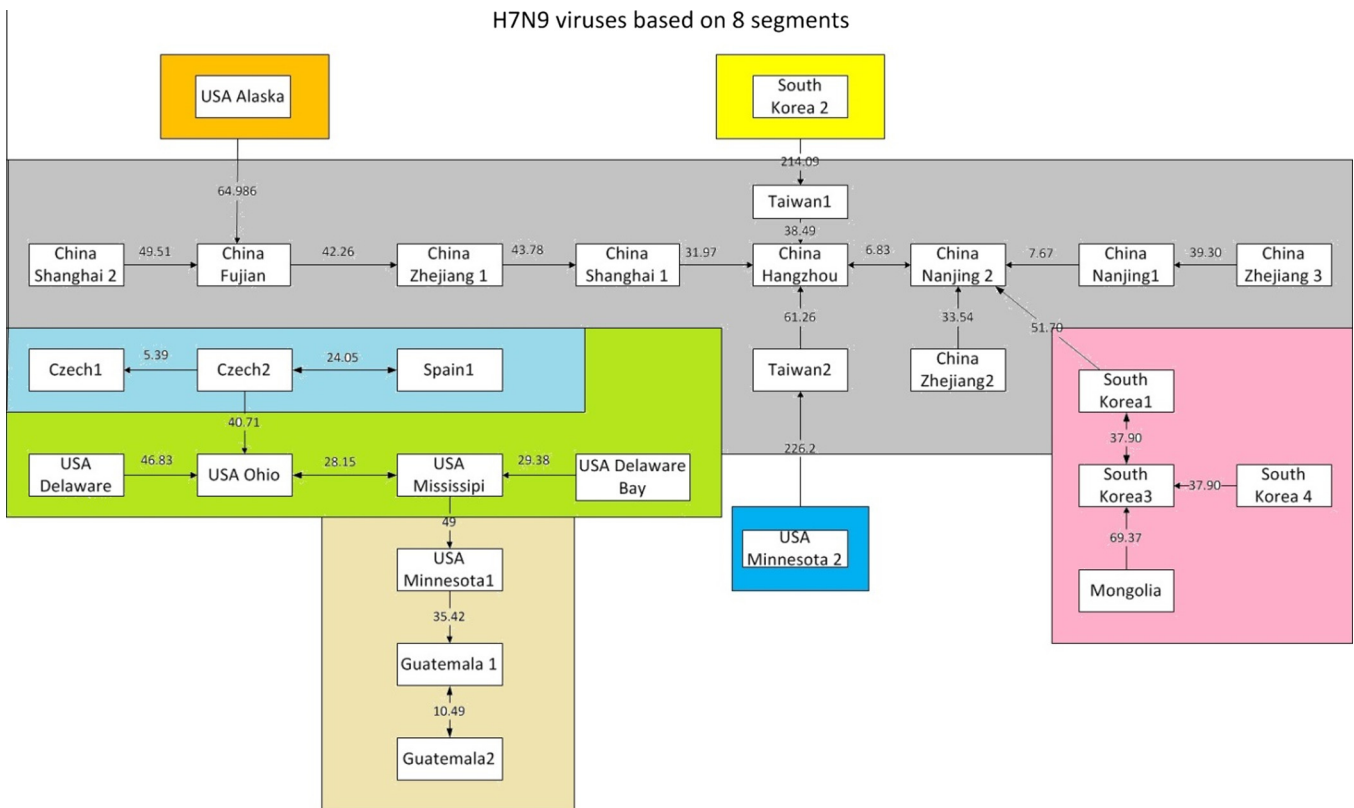 H7N9 viruses based on 8 segments
USA Alaska
South
Korea 2
214.09
64.986
Taiwan1
38.49
China
Shanghai 2
49.51
China
Fujian
42.26
China
Zhejiang 1
43.78
China
Shanghai 1
31.97
China
Hangzhou
6.83
China
Nanjing 2
7.67
China
Nanjing1
39.30
China
Zhejiang 3
61.26
33.54
51.70
Czech1
5.39
Czech2
24.05
Spain1
Taiwan2
China
Zhejiang2
South
Korea1
40.71
226.2
37.90
USA
Delaware
46.83
USA Ohio
28.15
USA
Mississipi
29.38
USA Delaware
Bay
South
Korea3
37.90
South
Korea 4
49
69.37
USA
Minnesota1
USA
Minnesota 2
Mongolia
35.42
Guatemala 1
10.49
Guatemala2